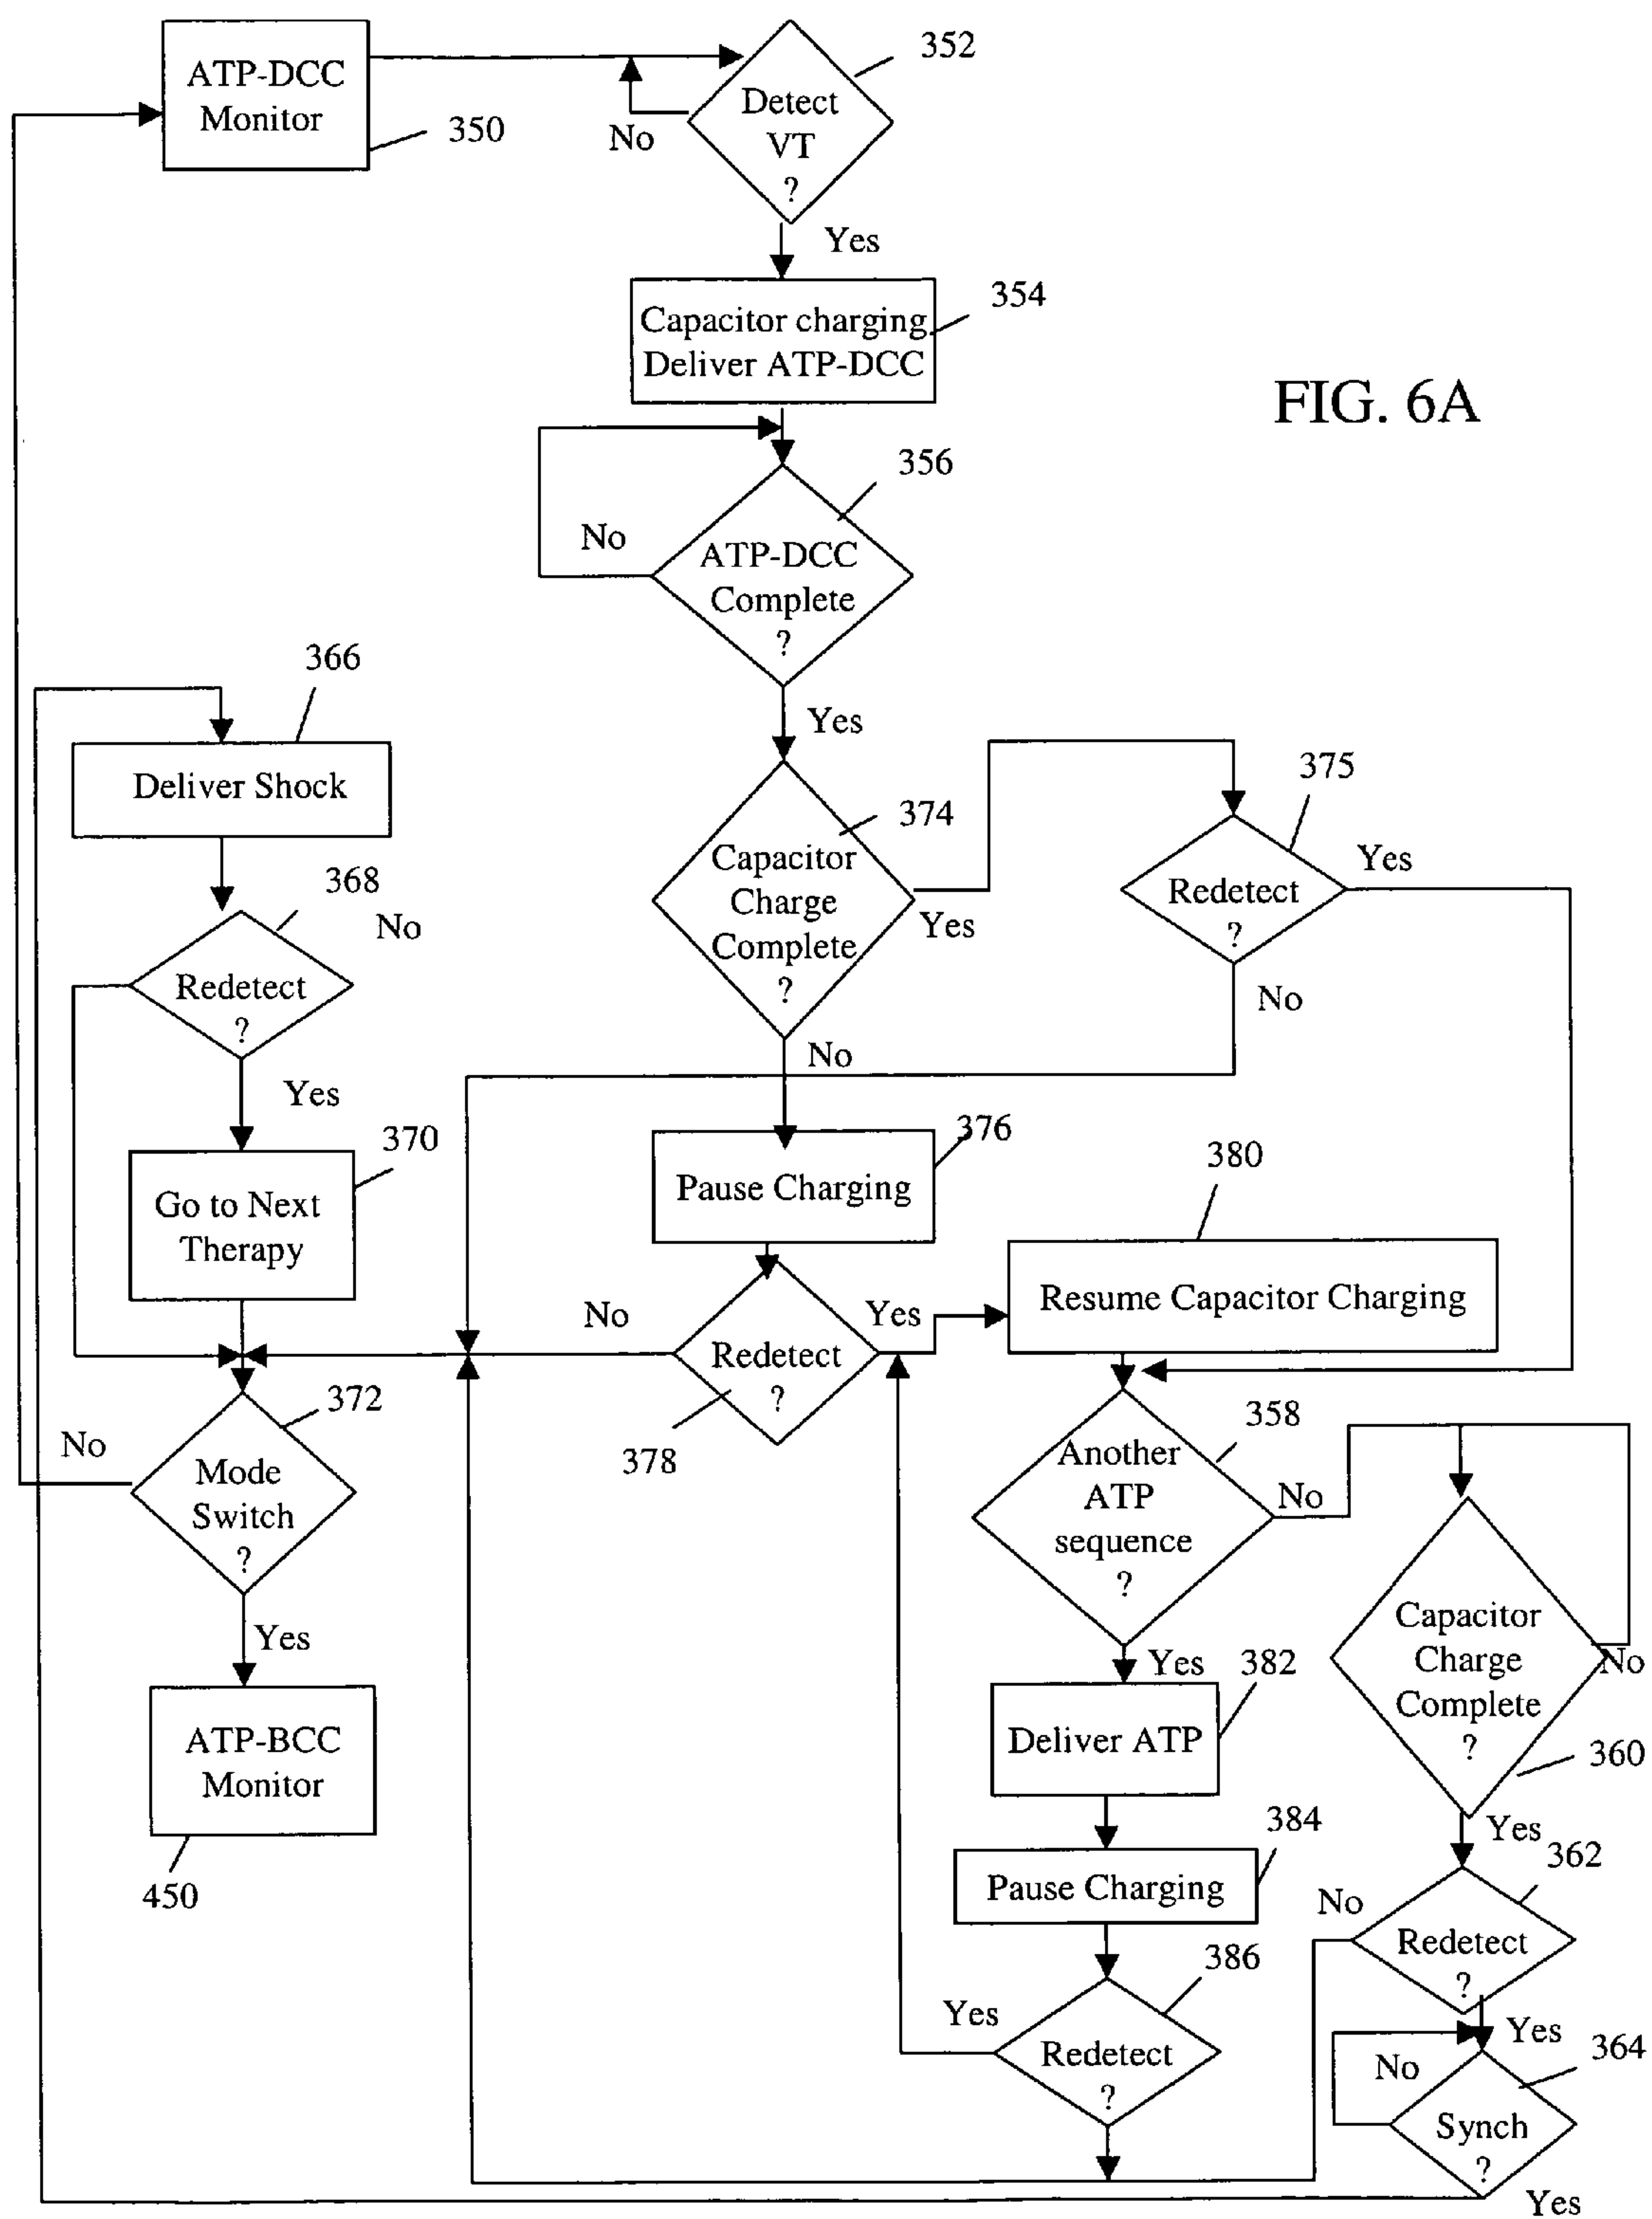 ATP-DCC
Monitor
350
352
Detect
VT
?
No
Yes
354
Capacitor charging
Deliver ATP-DCC
FIG. 6A
356
No
ATP-DCC
Complete
?
Yes
366
Deliver Shock
368
No
Redetect
?
Yes
370
Go to Next
Therapy
374
Capacitor
Charge
Complete
?
Yes
No
375
Redetect
?
Yes
No
376
Pause Charging
380
Resume Capacitor Charging
No
Yes
Redetect
?
378
372
No
Mode
Switch
?
Yes
ATP-BCC
Monitor
450
358
Another
ATP
sequence
?
No
Yes
382
Deliver ATP
384
Pause Charging
386
Yes
Redetect
?
Capacitor
Charge
Complete
?
No
360
Yes
362
No
Redetect
?
Yes
364
No
Synch
?
Yes